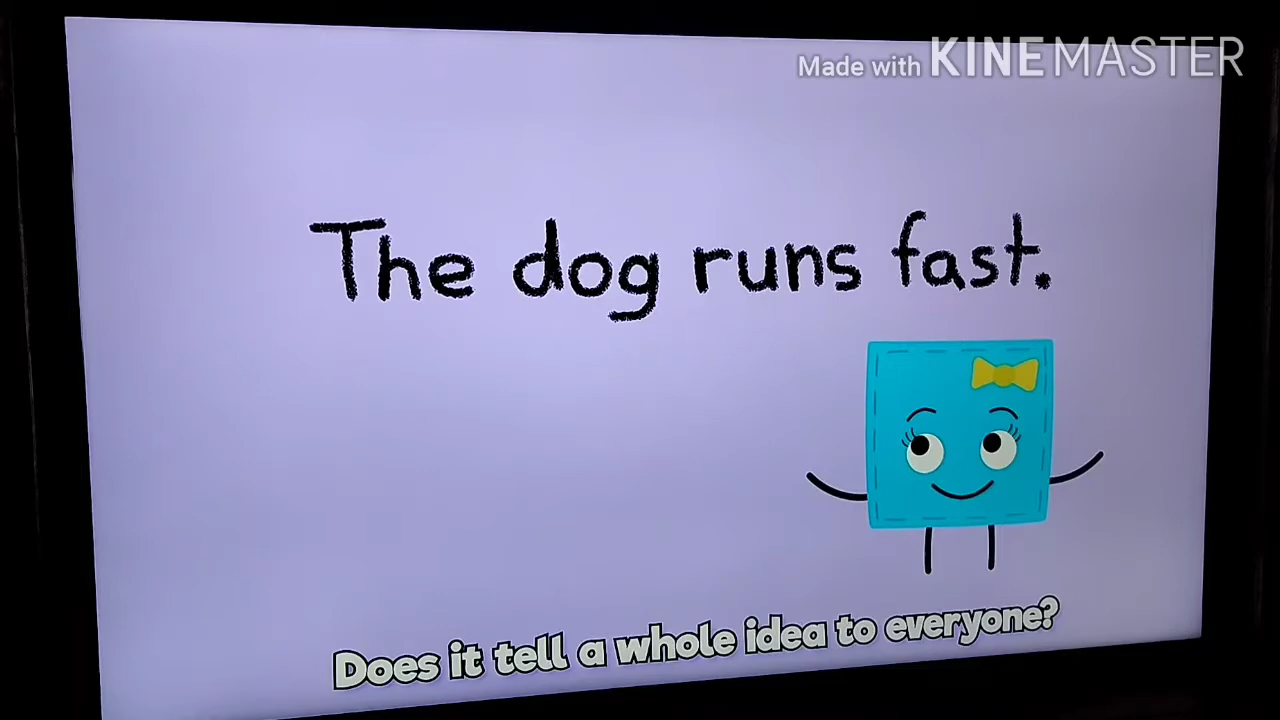 Made with KINEMASTER
The dog runs fast.
Does it tell a whole idea to everyone?